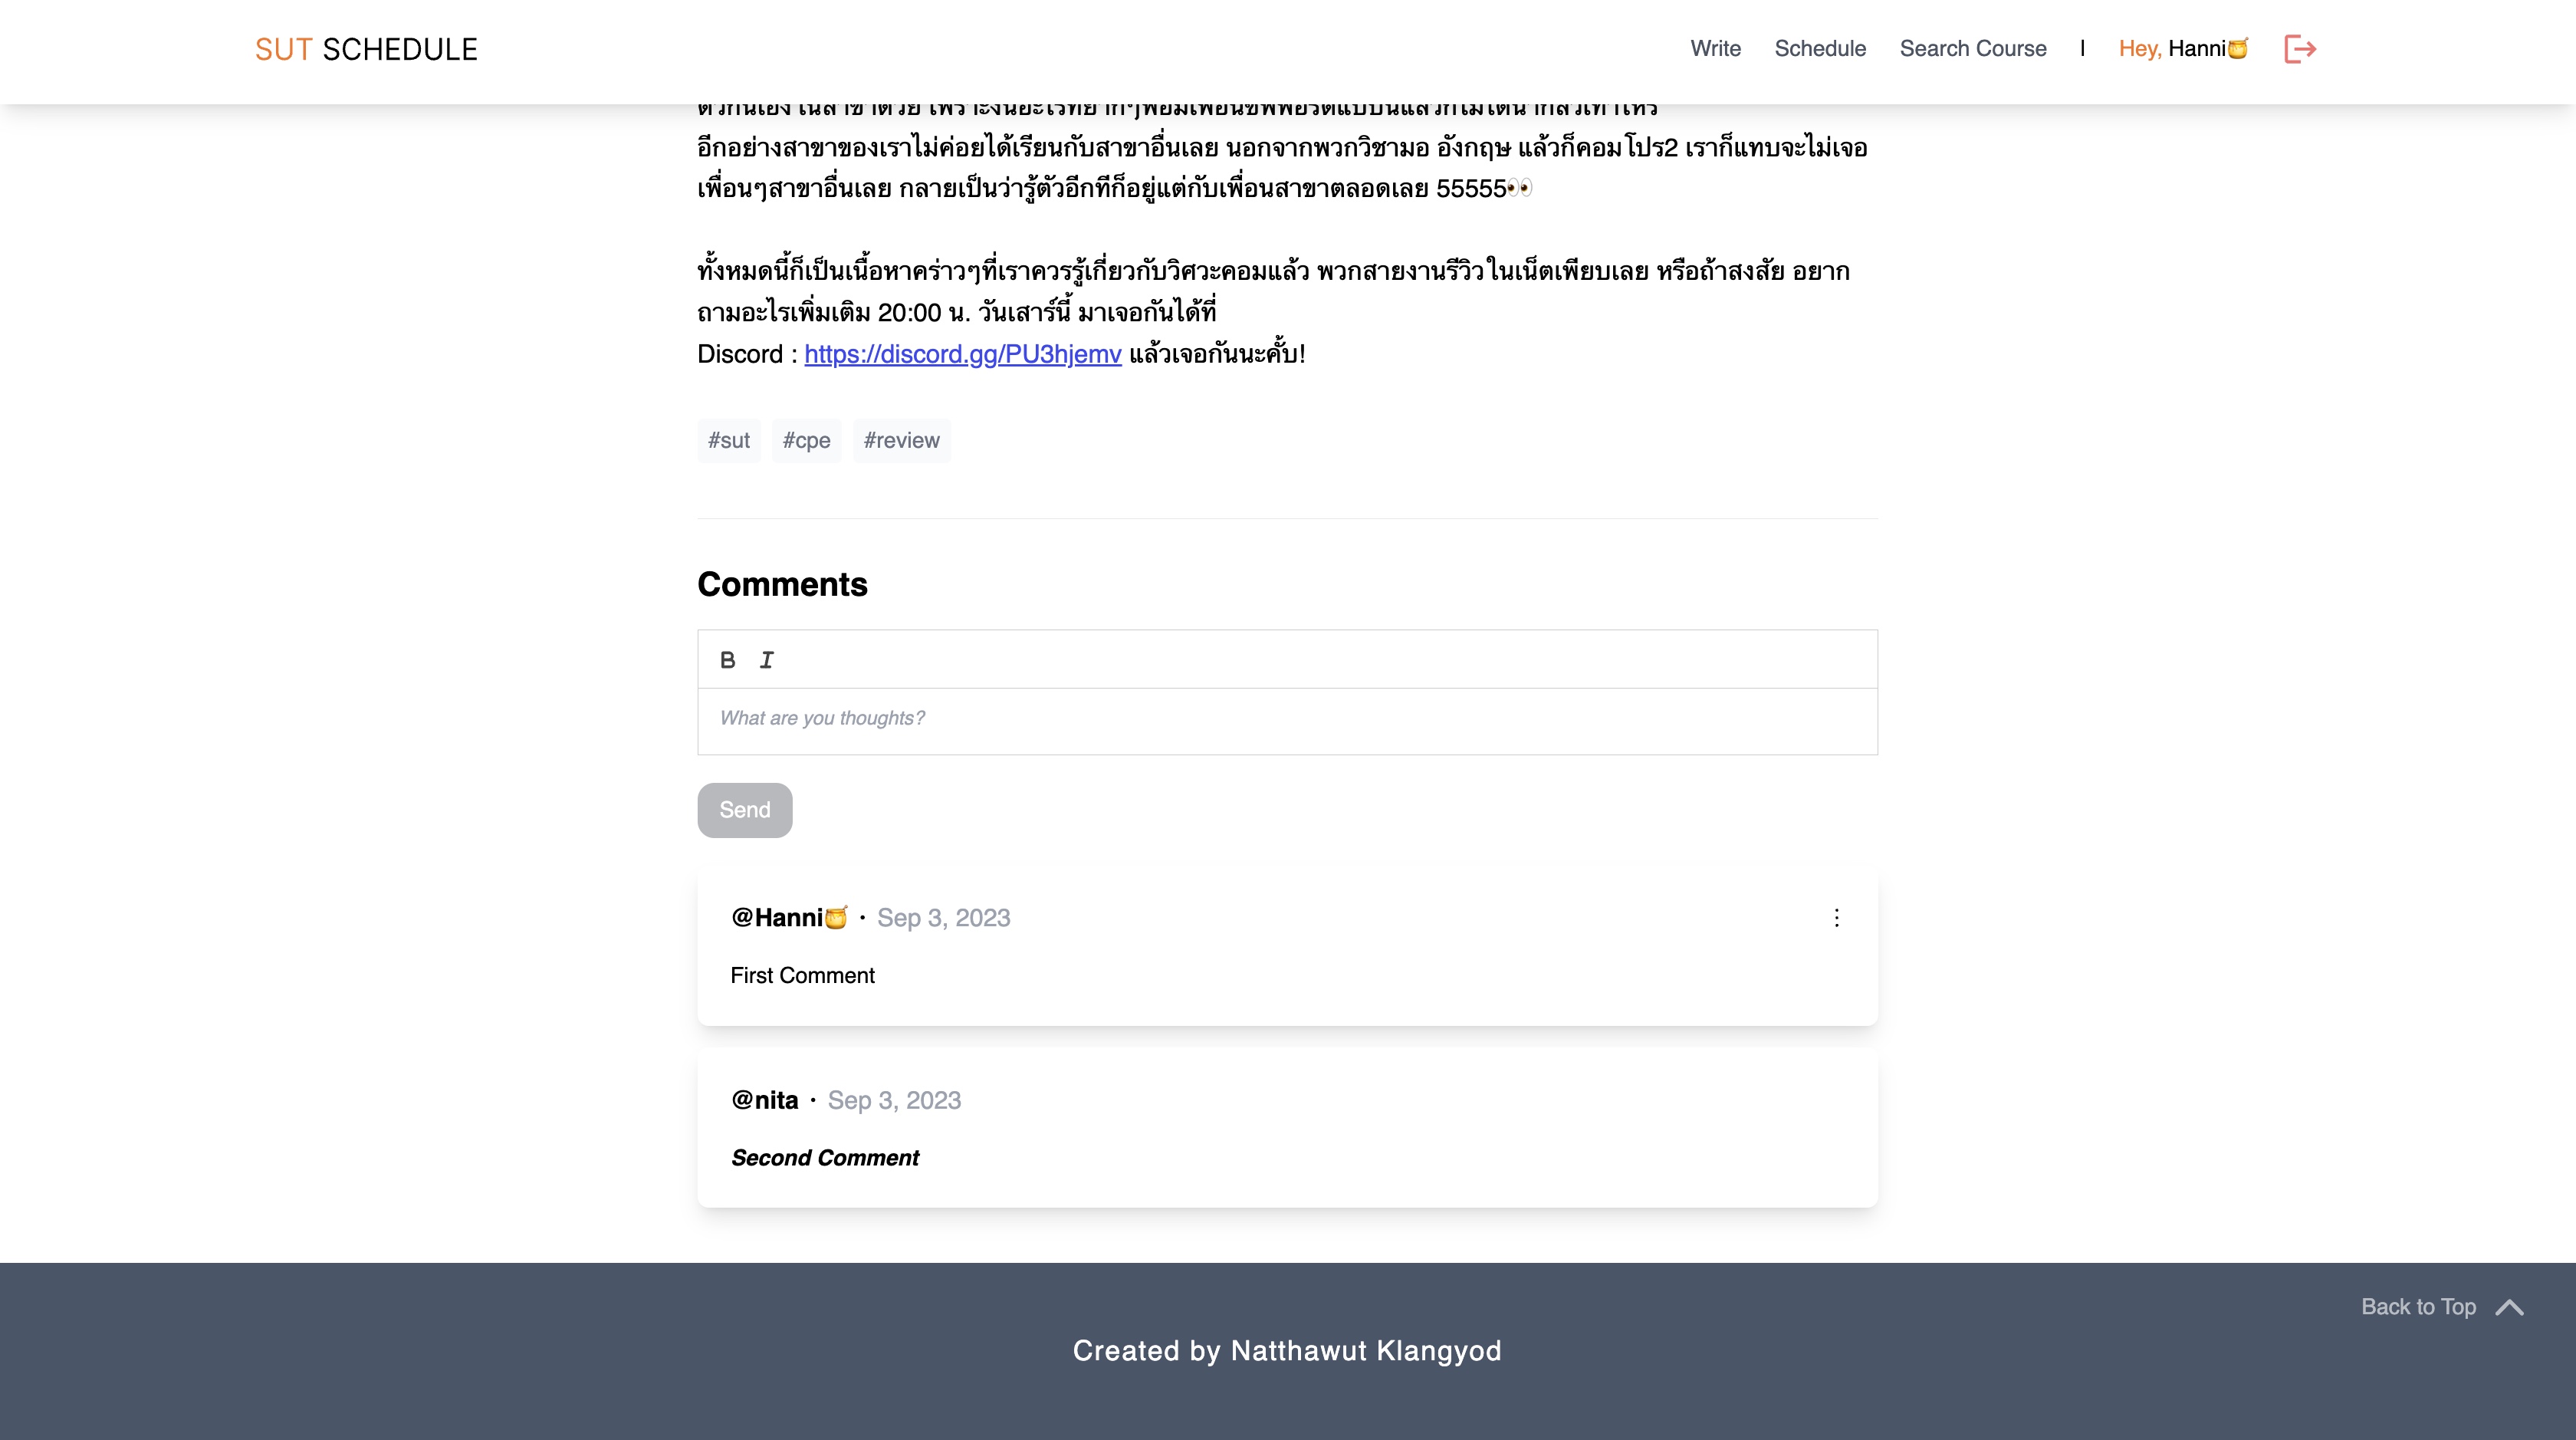 SUT SCHEDULE
Write Schedule Search Course | Hey, Hanni🍯
อีกอย่างสาขาของเราไม่ค่อยได้เรียนกับสาขาอื่นเลย นอกจากพวกวิชามอ อังกฤษ แล้วก็คอมโปร2 เราก็แทบจะไม่เจอ
เพื่อนๆสาขาอื่นเลย กลายเป็นว่ารู้ตัวอีกทีก็อยู่แต่กับเพื่อนสาขาตลอดเลย 55555👀
ทั้งหมดนี้ก็เป็นเนื้อหาคร่าวๆที่เราควรรู้เกี่ยวกับวิศวะคอมแล้ว พวกสายงานรีวิวในเน็ตเพียบเลย หรือถ้าสงสัย อยาก
ถามอะไรเพิ่มเติม 20:00 น. วันเสาร์นี้ มาเจอกันได้ที่
Discord : https://discord.gg/PU3hjemv แล้วเจอกันนะคั้บ!
#sut #cpe #review
Comments
B I
What are you thoughts?
Send
@Hanni🍯 · Sep 3, 2023
First Comment
@nita · Sep 3, 2023
Second Comment
Back to Top
Created by Natthawut Klangyod